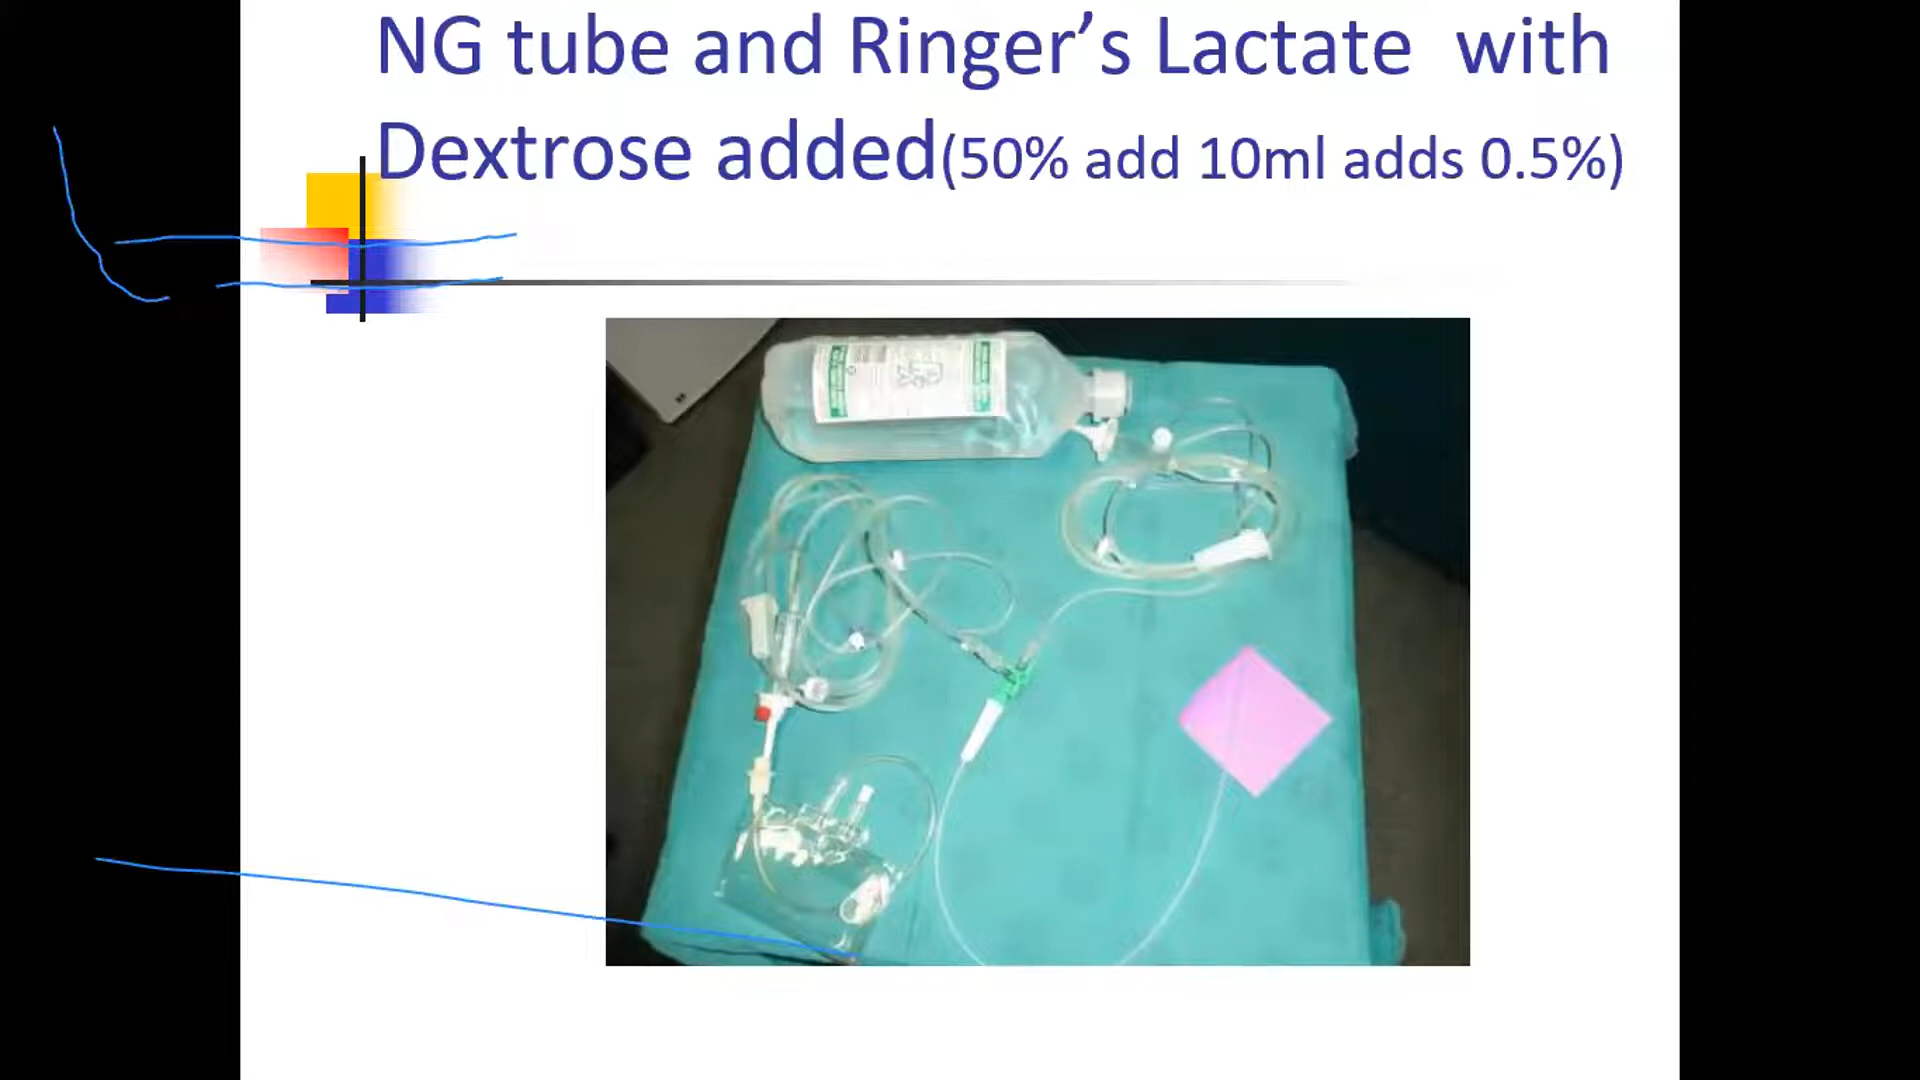 NG tube and Ringer’s Lactate  with
Dextrose added(50% add 10ml adds 0.5%)